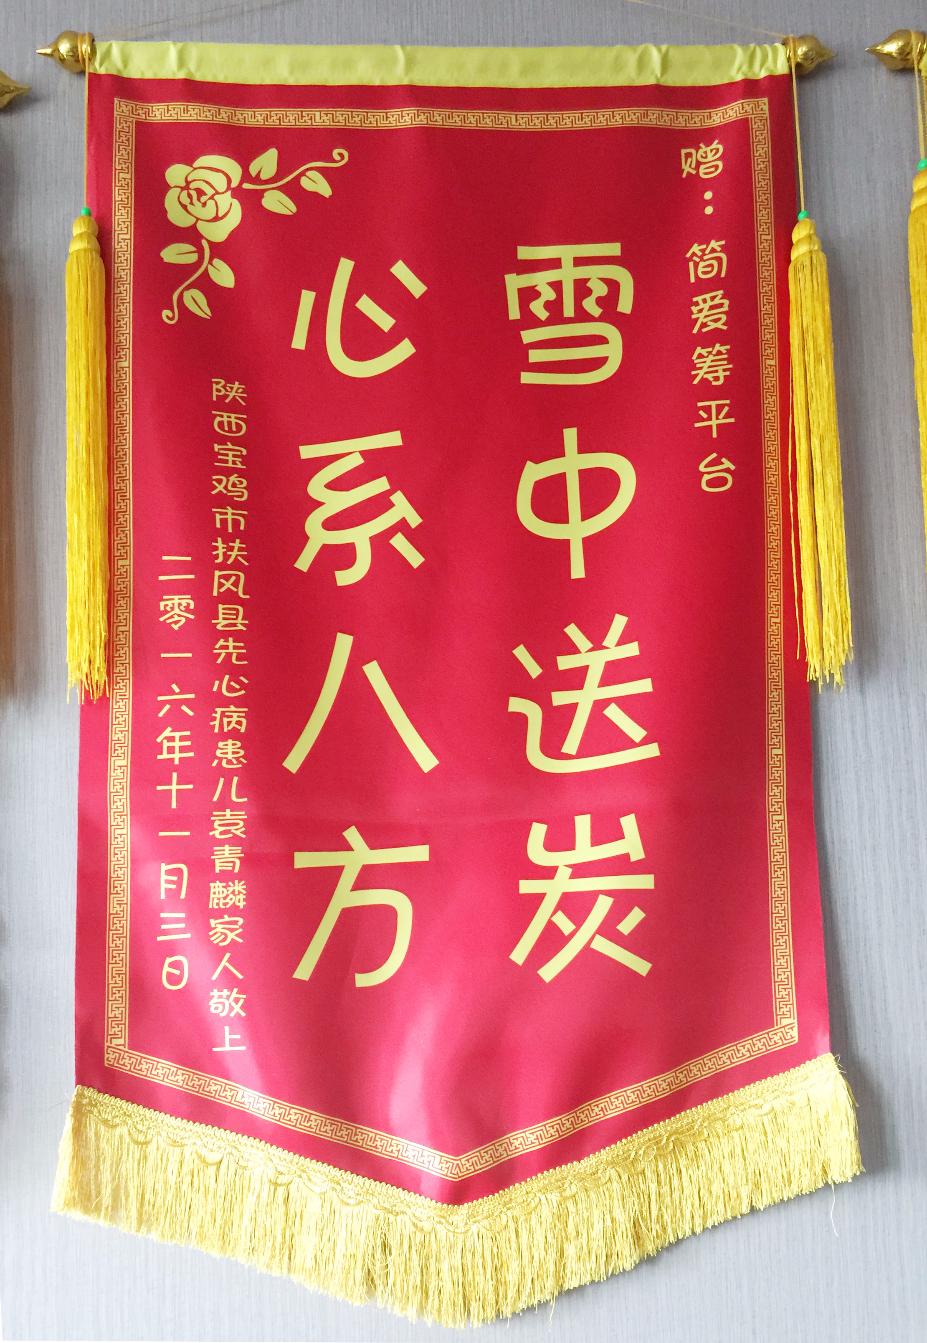 赠：简爱筹平台
雪中送炭
心系八方
陕西宝鸡市扶风县先心病患儿袁青麟家人敬上
二零一六年十一月三日